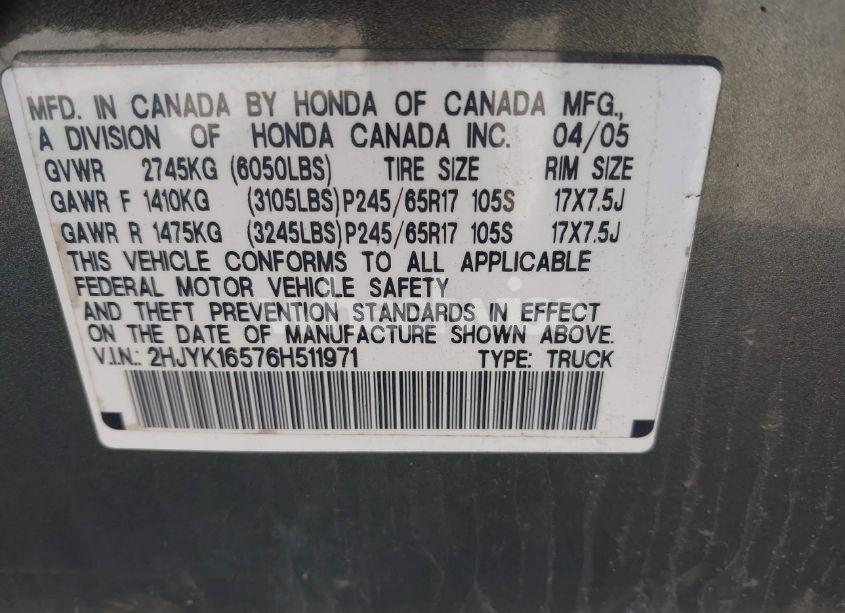 MFD. IN CANADA BY HONDA OF CANADA MFG.,
A DIVISION OF HONDA CANADA INC. 04/05
GVWR 2745KG (6050LBS) TIRE SIZE RIM SIZE
GAWR F 1410KG (3105LBS) P245/65R17 105S 17X7.5J
GAWR R 1475KG (3245LBS) P245/65R17 105S 17X7.5J
THIS VEHICLE CONFORMS TO ALL APPLICABLE
FEDERAL MOTOR VEHICLE SAFETY
AND THEFT PREVENTION STANDARDS IN EFFECT
ON THE DATE OF MANUFACTURE SHOWN ABOVE.
V.I.N.: 2HJYK16576H511971 TYPE: TRUCK